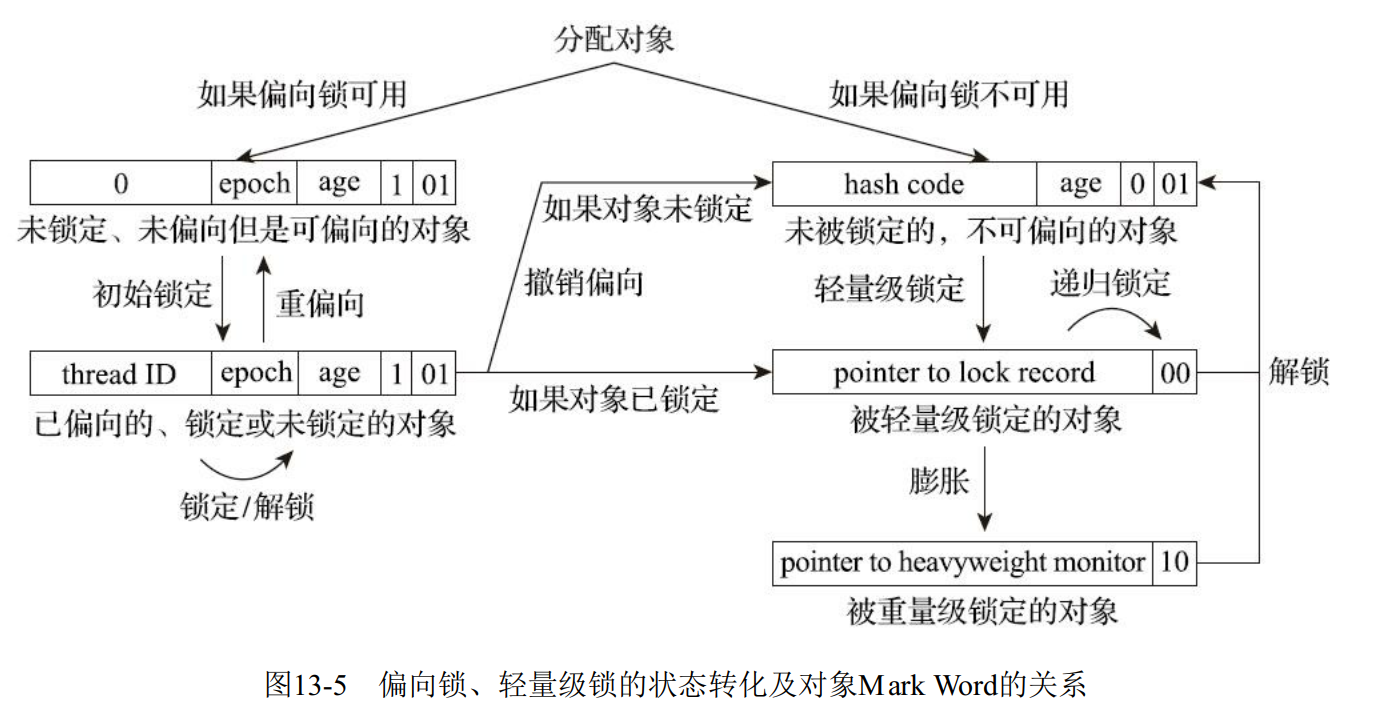 分配对象
如果偏向锁可用
如果偏向锁不可用
0 epoch age 1 01
hash code age 0 01
未锁定、未偏向但是可偏向的对象
如果对象未锁定
未被锁定的，不可偏向的对象
初始锁定
重偏向
撤销偏向
轻量级锁定
递归锁定
thread ID epoch age 1 01
pointer to lock record 00
解锁
已偏向的、锁定或未锁定的对象
如果对象已锁定
被轻量级锁定的对象
锁定/解锁
膨胀
pointer to heavyweight monitor 10
被重量级锁定的对象
图13-5 偏向锁、轻量级锁的状态转化及对象Mark Word的关系